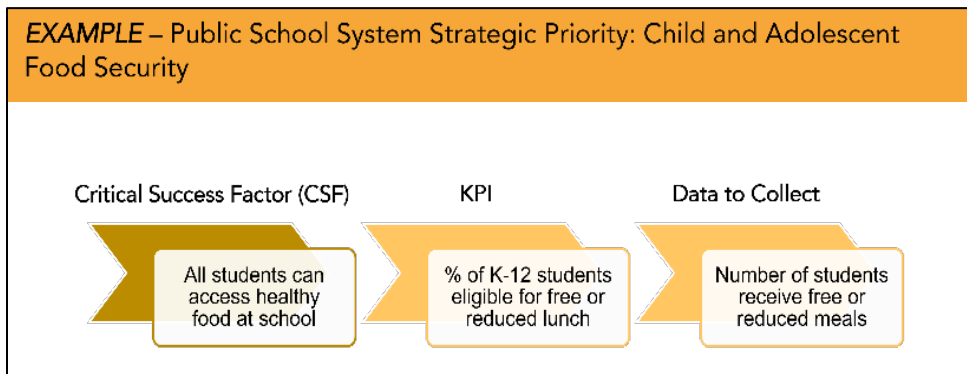 EXAMPLE – Public School System Strategic Priority: Child and Adolescent
Food Security
Critical Success Factor (CSF)
KPI
Data to Collect
All students can
access healthy
food at school
% of K-12 students
eligible for free or
reduced lunch
Number of students
receive free or
reduced meals